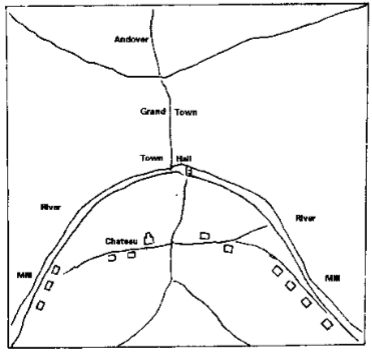 Andover
Grand Town
Town Hall
River
River
Chateau
Mill
Mill